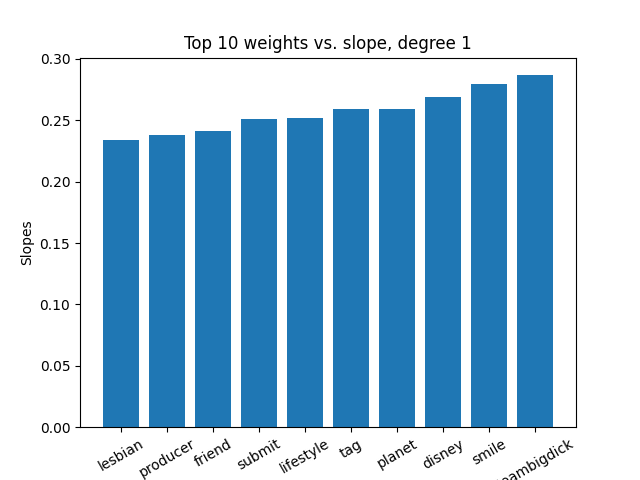 Top 10 weights vs. slope, degree 1
0.30
0.25
0.20
0.15
0.10
0.05
0.00
Slopes
lesbian
producer
friend
submit
lifestyle
tag
planet
disney
smile